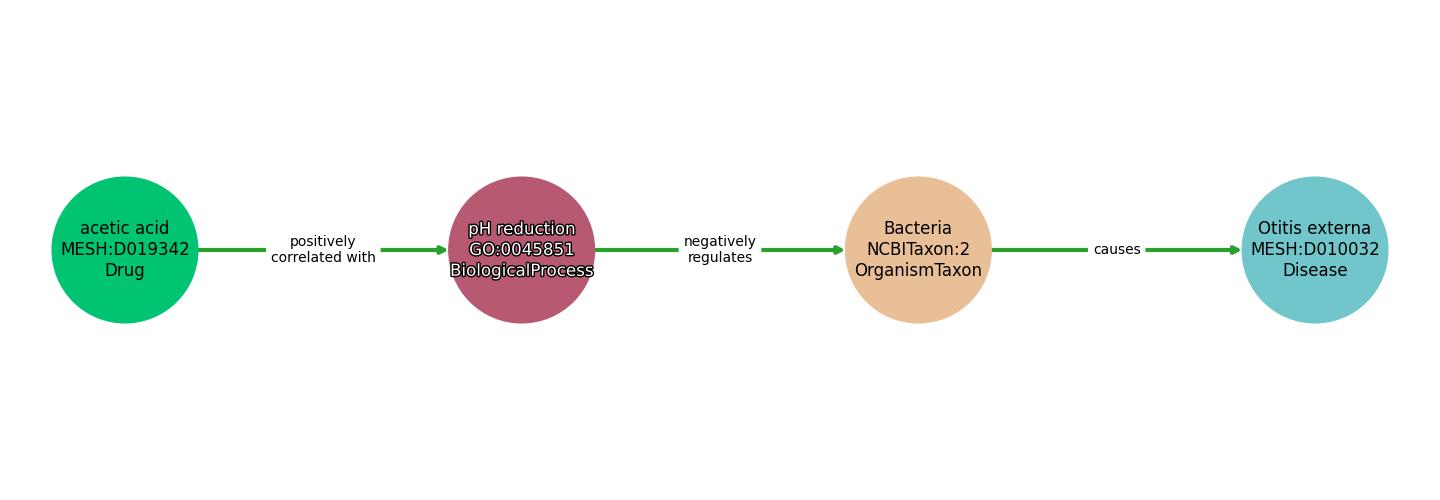 acetic acid
MESH:D019342
Drug
positively
correlated with
pH reduction
GO:0045851
BiologicalProcess
negatively
regulates
Bacteria
NCBITaxon:2
OrganismTaxon
causes
Otitis externa
MESH:D010032
Disease